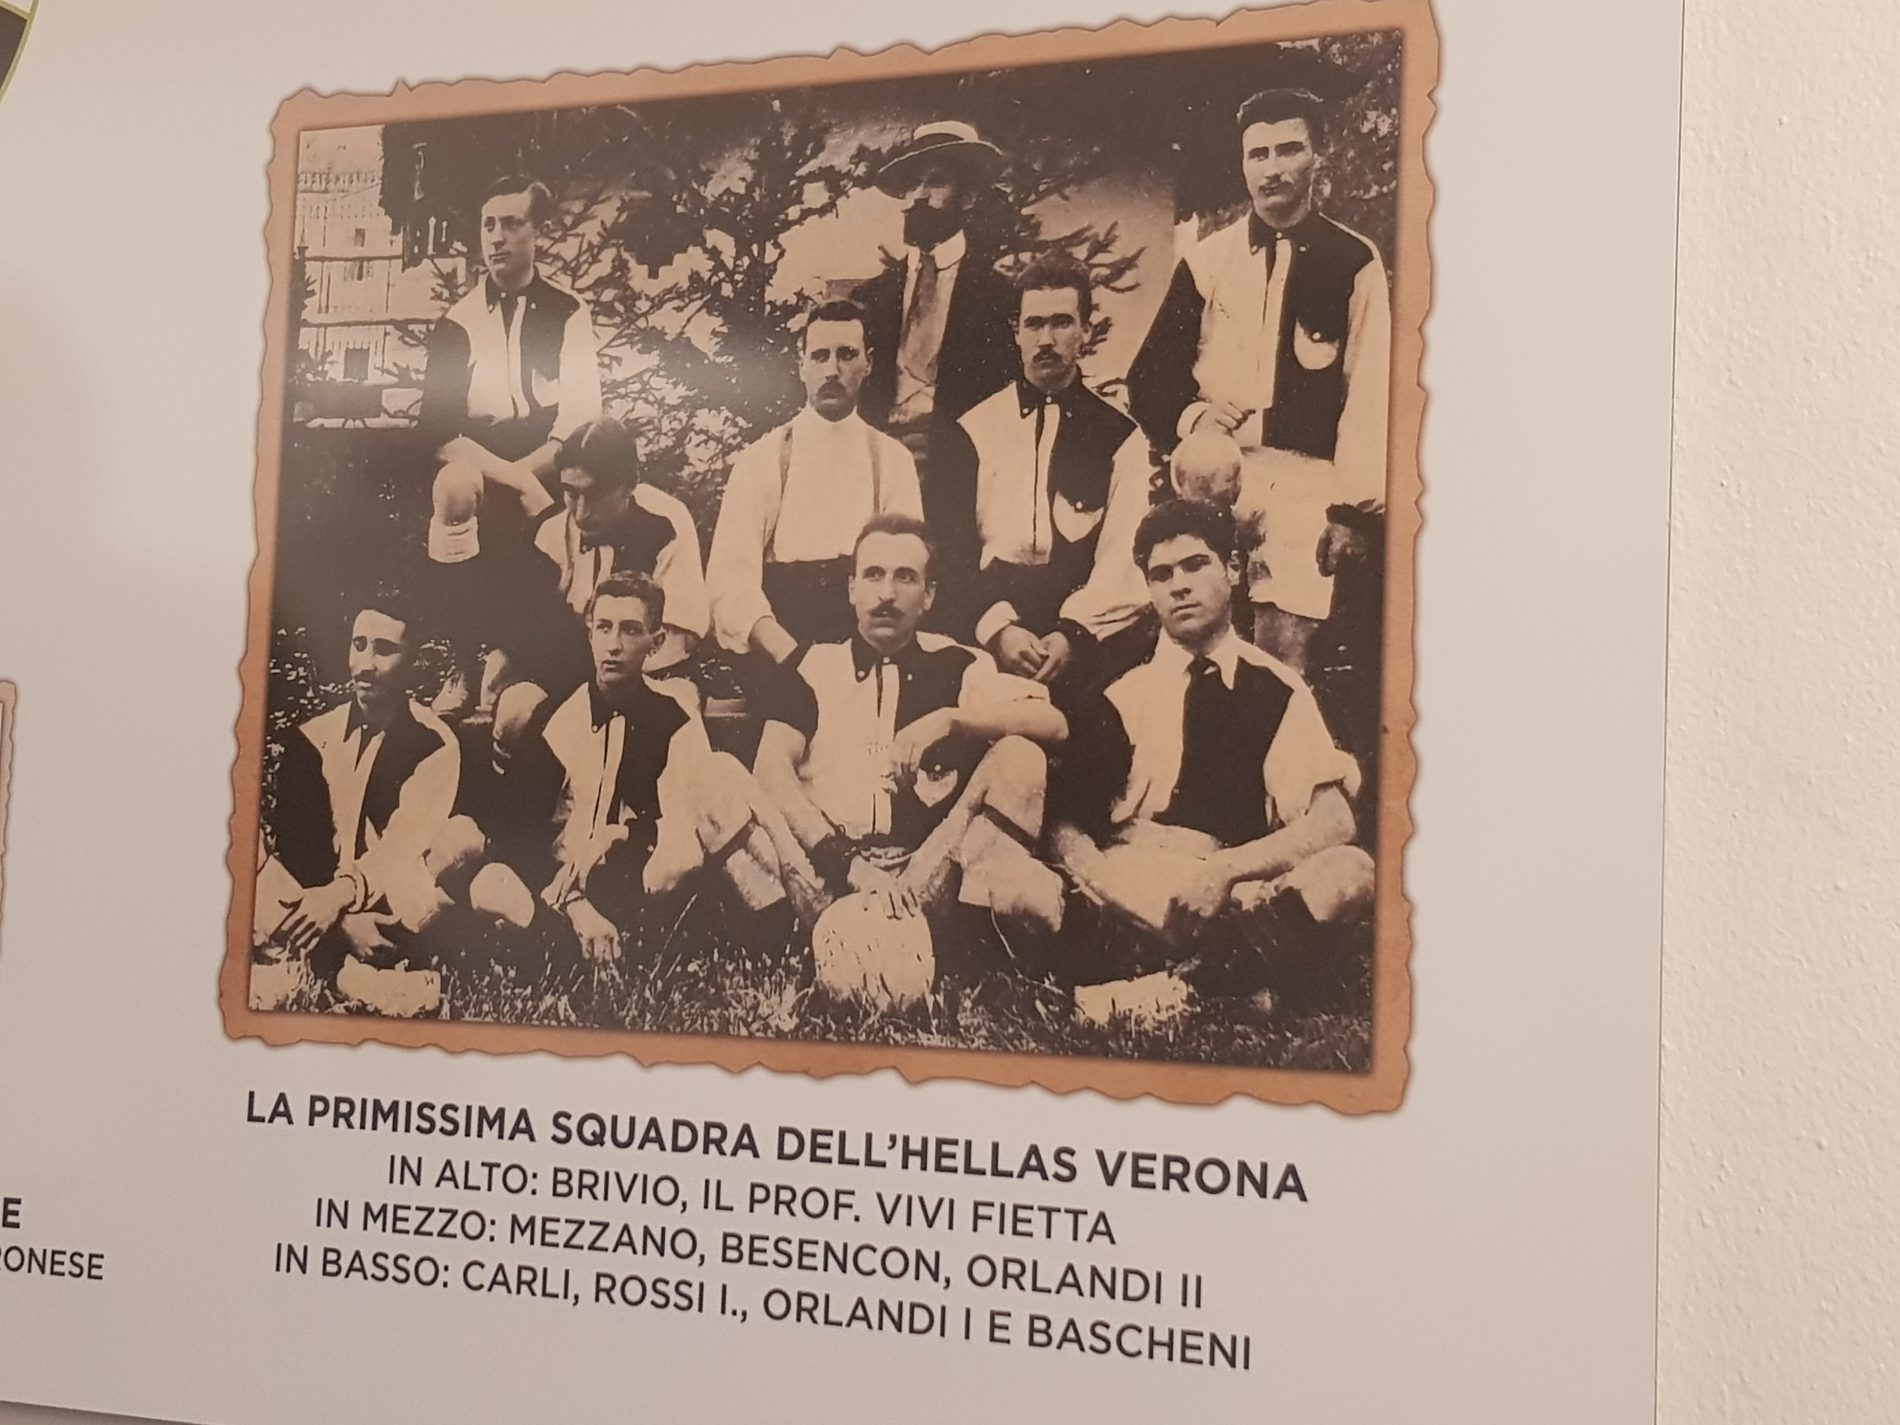 LA PRIMISSIMA SQUADRA DELL'HELLAS VERONA
IN ALTO: BRIVIO, IL PROF. VIVI FIETTA
IN MEZZO: MEZZANO, BESENCON, ORLANDI II
IN BASSO: CARLI, ROSSI I., ORLANDI I E BASCHENI
E
RONESE